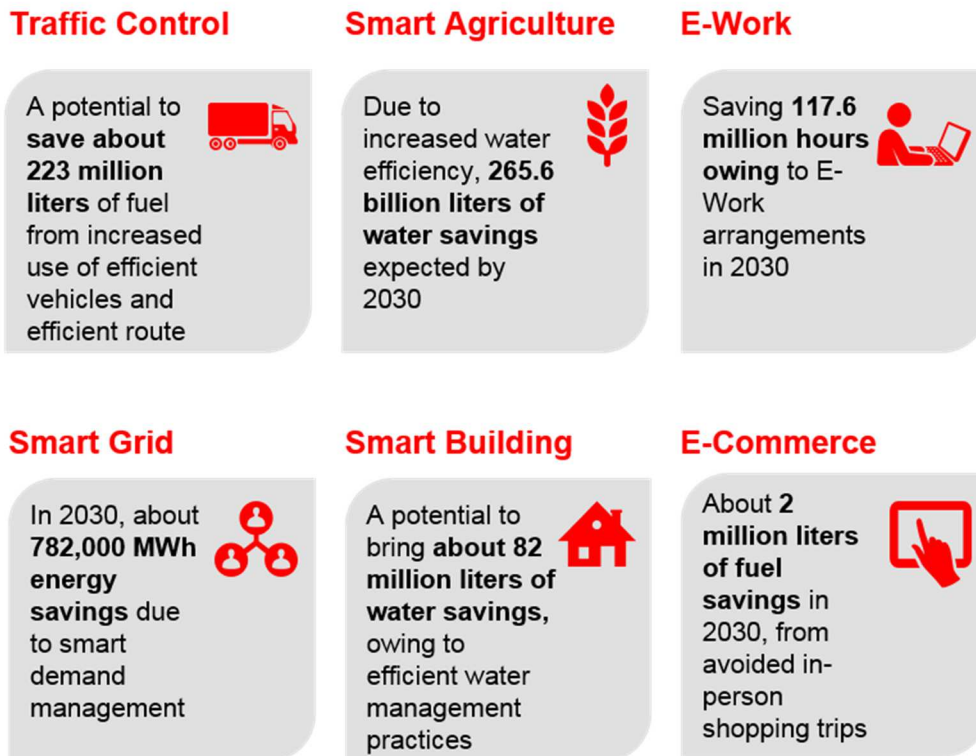 Traffic Control
A potential to
save about
223 million
liters of fuel
from increased
use of efficient
vehicles and
efficient route
Smart Agriculture
Due to
increased water
efficiency, 265.6
billion liters of
water savings
expected by
2030
E-Work
Saving 117.6
million hours
owing to E-
Work
arrangements
in 2030
Smart Grid
In 2030, about
782,000 MWh
energy
savings due
to smart
demand
management
Smart Building
A potential to
bring about 82
million liters of
water savings,
owing to
efficient water
management
practices
E-Commerce
About 2
million liters
of fuel
savings in
2030, from
avoided in-
person
shopping trips